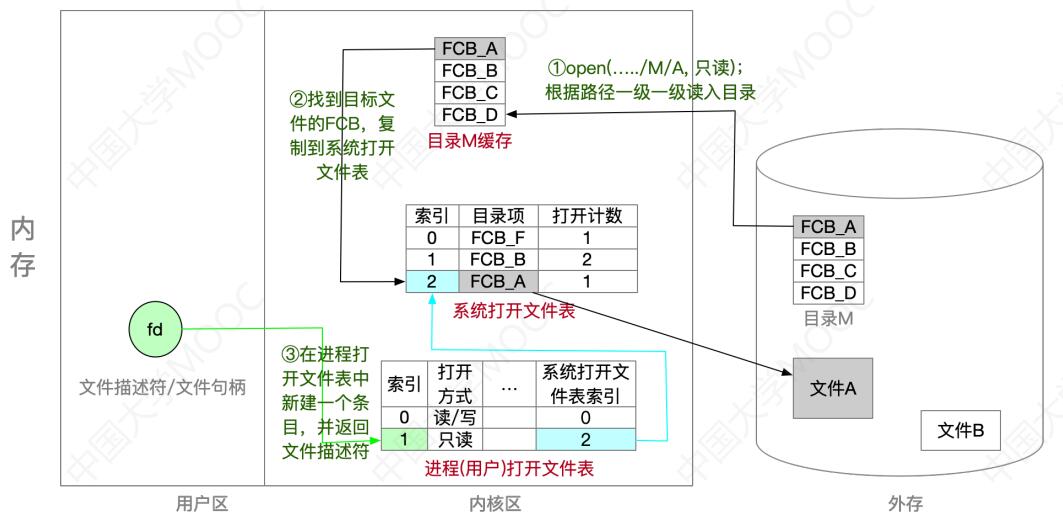 FCB_A
FCB_B
FCB_C
FCB_D
目录M缓存
①open(…../M/A, 只读);
根据路径一级一级读入目录
②找到目标文
件的FCB，复
制到系统打开
文件表
内存
索引 目录项 打开计数
0 FCB_F 1
1 FCB_B 2
2 FCB_A 1
系统打开文件表
FCB_A
FCB_B
FCB_C
FCB_D
目录M
fd
文件描述符/文件句柄
③在进程打
开文件表中
新建一个条
目，并返回
文件描述符
索引 打开方式 … 系统打开文件表索引
0 读/写 0
1 只读 2
进程(用户)打开文件表
文件A
文件B
用户区
内核区
外存
中国大学MOOC